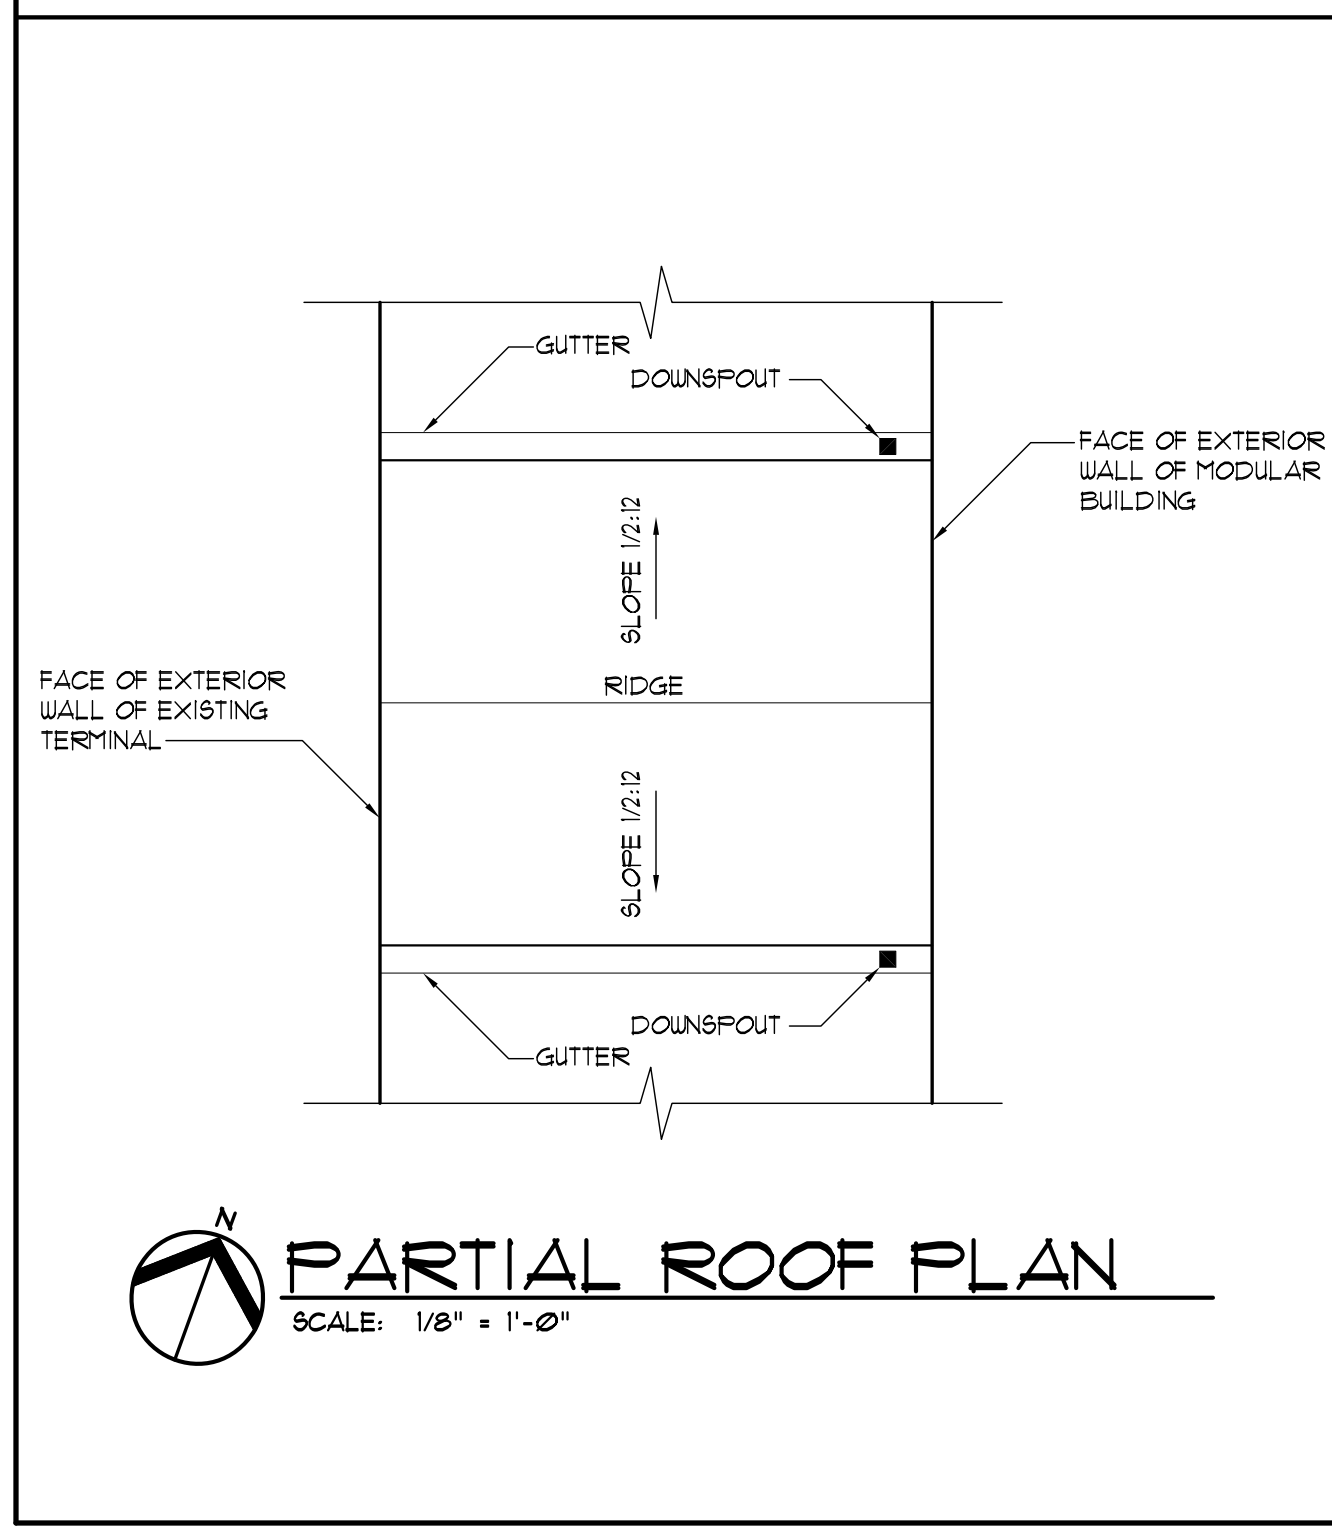 GUTTER
DOWNSPOUT
FACE OF EXTERIOR
WALL OF MODULAR
BUILDING
SLOPE 1/2:12
RIDGE
FACE OF EXTERIOR
WALL OF EXISTING
TERMINAL
SLOPE 1/2:12
DOWNSPOUT
GUTTER
N
PARTIAL ROOF PLAN
SCALE: 1/8" = 1'-0"